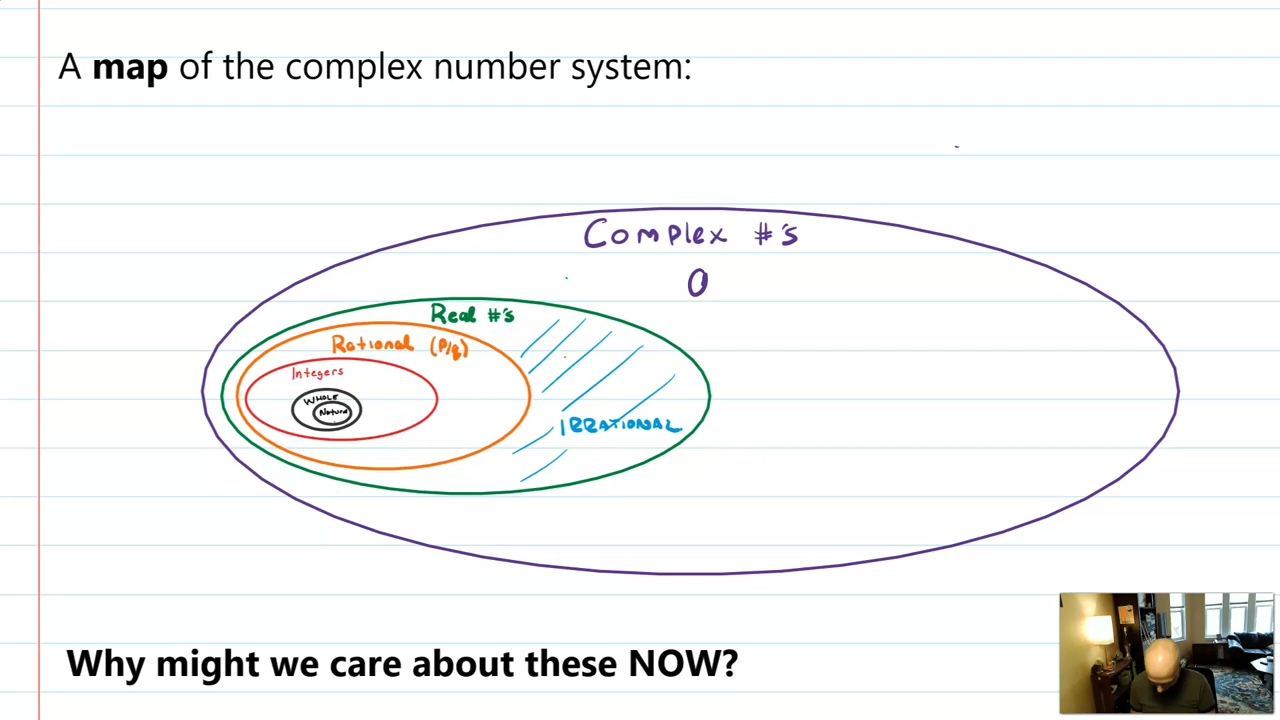 A map of the complex number system:
Complex #'s
0
Real #'s
Rational (P/q)
Integers
WHOLE
Natural
IRRATIONAL
Why might we care about these NOW?